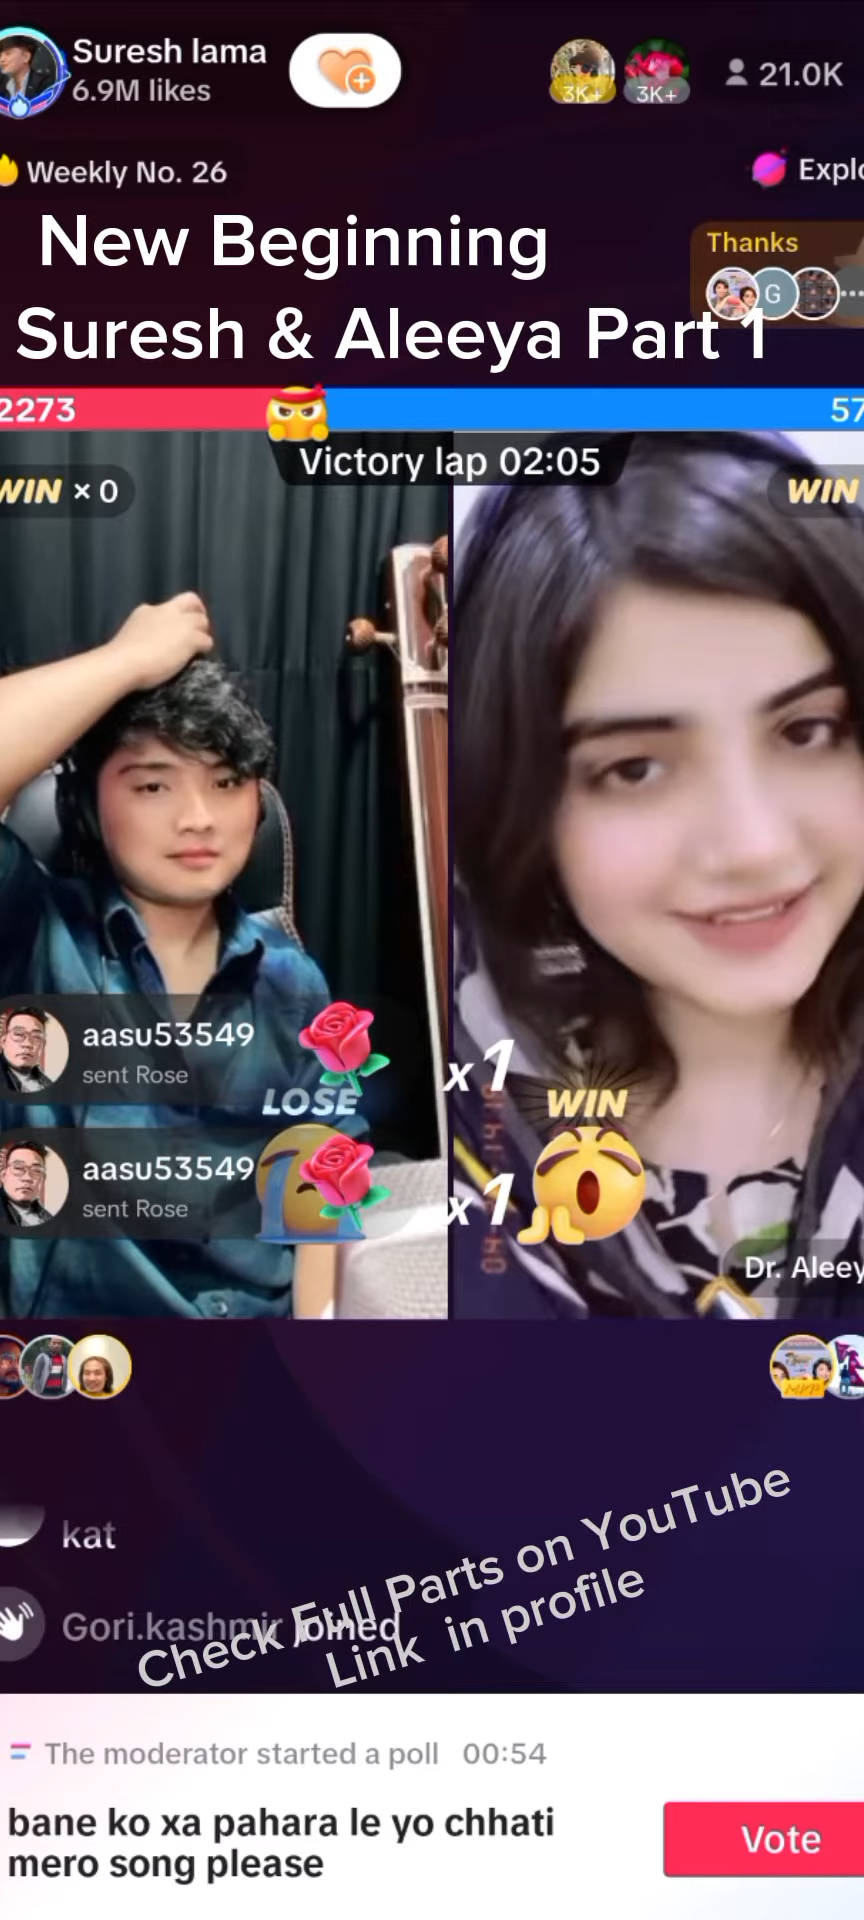 Suresh lama
6.9M likes
3K+
3K+
21.0K
Weekly No. 26
Explo
New Beginning
Thanks
G
Suresh & Aleeya Part 1
2273
57
Victory lap 02:05
WIN × 0
WIN
aasu53549
sent Rose
x1
LOSE
WIN
aasu53549
sent Rose
x1
Dr. Aleey
MVP
kat
Gori.kashmir joined
Check Full Parts on YouTube
Link in profile
The moderator started a poll 00:54
bane ko xa pahara le yo chhati
mero song please
Vote